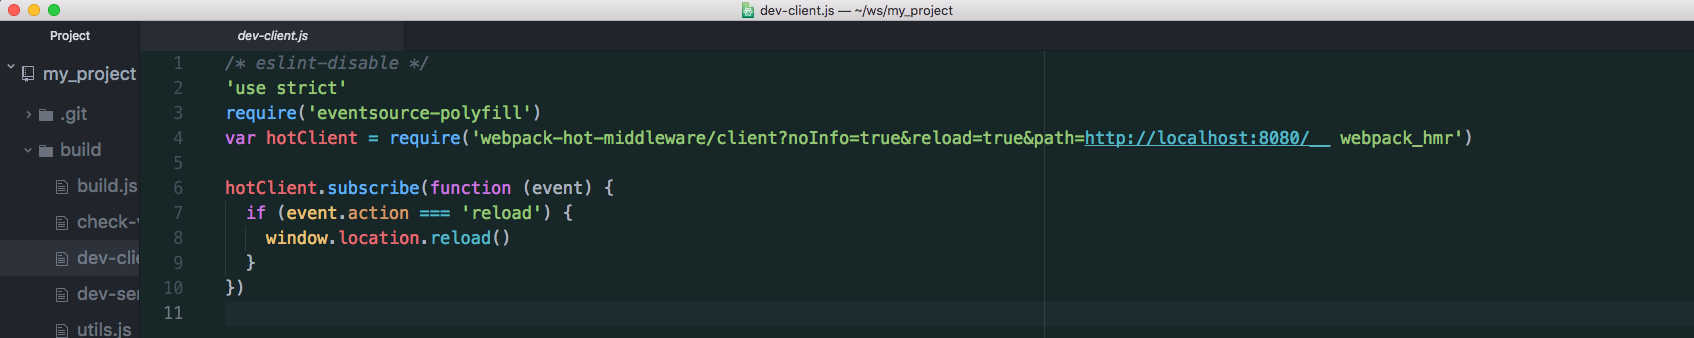 dev-client.js — ~/ws/my_project
Project
dev-client.js
my_project
.git
build
build.js
check-
dev-clie
dev-ser
utils.js
1 /* eslint-disable */
2 'use strict'
3 require('eventsource-polyfill')
4 var hotClient = require('webpack-hot-middleware/client?noInfo=true&reload=true&path=http://localhost:8080/__ webpack_hmr')
5
6 hotClient.subscribe(function (event) {
7 if (event.action === 'reload') {
8 window.location.reload()
9 }
10 })
11